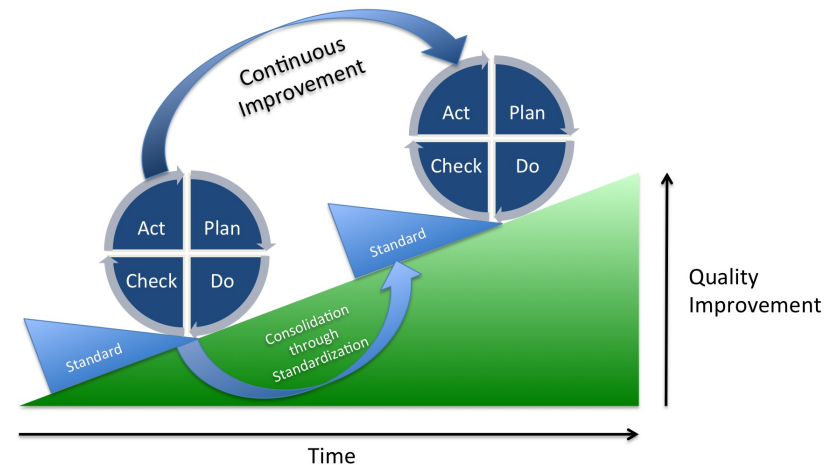 Continuous
Improvement
Act
Plan
Check
Do
Act
Plan
Check
Do
Standard
Standard
Consolidation
through
Standardization
Quality
Improvement
Time